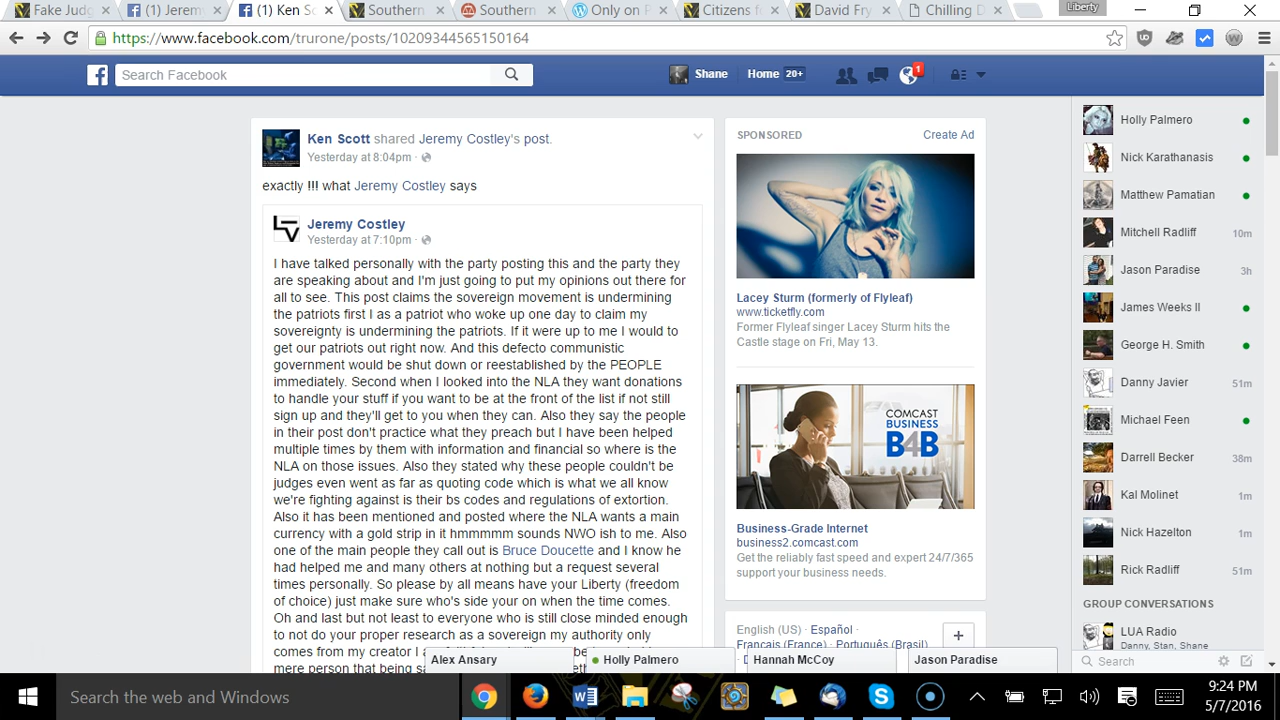 Fake Judg
(1) Jeremy
(1) Ken Sc
Southern
Southern
Only on P
Citizens f
David Fry
Chilling D
Liberty
https://www.facebook.com/trurone/posts/10209344565150164
Search Facebook
Shane
Home 20+
1
Ken Scott shared Jeremy Costley's post.
Yesterday at 8:04pm ·
exactly !!! what Jeremy Costley says
Jeremy Costley
Yesterday at 7:10pm ·
I have talked personally with the party posting this and the party they
are speaking about and I'm just going to put my opinions out there for
all to see. This post claims the sovereign movement is undermining
the patriots first I as a patriot who woke up one day to claim my
sovereignty is undermining the patriots. If it were up to me I would to
get our patriots out right now. And this defecto communistic
government would be shut down or reestablished by the PEOPLE
immediately. Second when I looked into the NLA they want donations
to handle your stuff if you want to be at the front of the list if not still
sign up and they'll get to you when they can. Also they say the people
in their post don't practice what they preach but I have been helped
multiple times by them with information and financial so where is the
NLA on those issues. Also they stated why these people couldn't be
judges even went as far as quoting code which is what we all know
we're fighting against is their bs codes and regulations of extortion.
Also it has been mentioned and posted where the NLA wants a main
currency with a gold strip in it hmmmmm sounds NWO ish to me. Also
one of the main people they call out is Bruce Doucette and I know he
had helped me and many others at nothing but a request several
times personally. So please by all means have your Liberty (freedom
of choice) just make sure who's side your on when the time comes.
Oh and last but not least to everyone who is still close minded enough
to not do your proper research as a sovereign my authority only
comes from my creator I a
mere person that being sa
SPONSORED
Create Ad
Lacey Sturm (formerly of Flyleaf)
www.ticketfly.com
Former Flyleaf singer Lacey Sturm hits the
Castle stage on Fri, May 13.
COMCAST
BUSINESS
B4B
Business-Grade Internet
business2.comcast.com
Get the reliably fast speed and expert 24/7/365
support your business needs.
English (US) · Español ·
Français (France) · Português (Brasil)
Holly Palmero
Nick Karathanasis
Matthew Pamatian
Mitchell Radliff 10m
Jason Paradise 3h
James Weeks II
George H. Smith
Danny Javier 51m
Michael Feen
Darrell Becker 38m
Kal Molinet 1m
Nick Hazelton 1m
Rick Radliff 51m
GROUP CONVERSATIONS
LUA Radio
Danny, Stan, Shane
Search
Alex Ansary
Holly Palmero
Hannah McCoy
Jason Paradise
Search the web and Windows
9:24 PM
5/7/2016